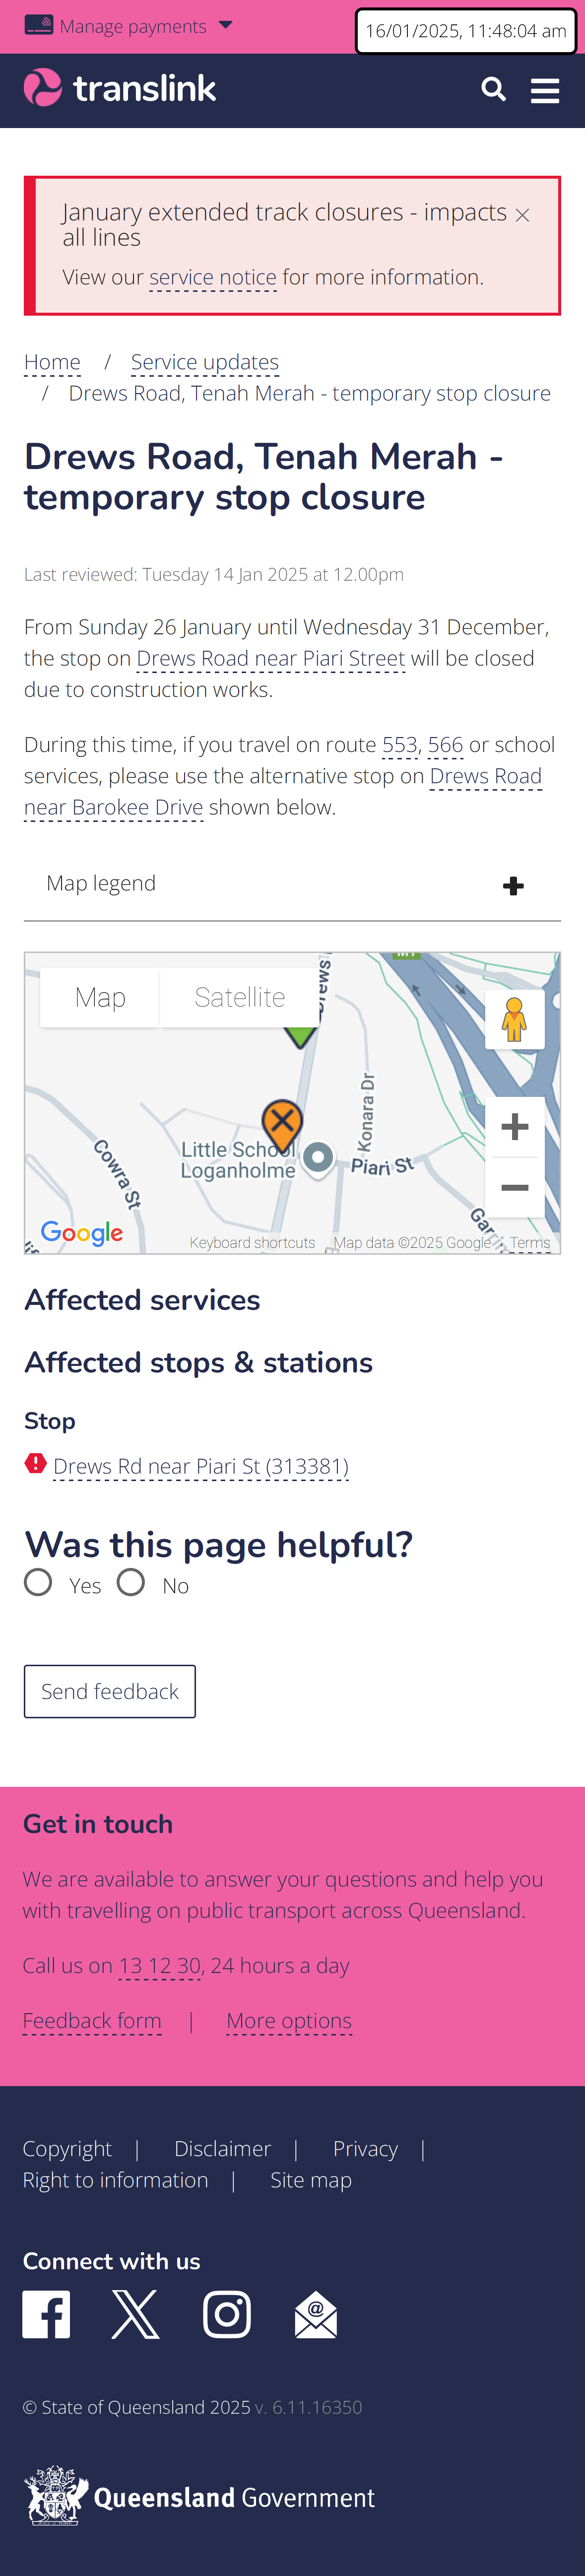 Manage payments
16/01/2025, 11:48:04 am
translink
January extended track closures - impacts
all lines
View our service notice for more information.
Home / Service updates
/ Drews Road, Tenah Merah - temporary stop closure
Drews Road, Tenah Merah -
temporary stop closure
Last reviewed: Tuesday 14 Jan 2025 at 12.00pm
From Sunday 26 January until Wednesday 31 December,
the stop on Drews Road near Piari Street will be closed
due to construction works.
During this time, if you travel on route 553, 566 or school
services, please use the alternative stop on Drews Road
near Barokee Drive shown below.
Map legend
M1
Map
Satellite
Drews
Konara Dr
Little School
Loganholme
Piari St
Cowra St
Google
Keyboard shortcuts
Map data ©2025 Google
Terms
Affected services
Affected stops & stations
Stop
Drews Rd near Piari St (313381)
Was this page helpful?
Yes No
Send feedback
Get in touch
We are available to answer your questions and help you
with travelling on public transport across Queensland.
Call us on 13 12 30, 24 hours a day
Feedback form | More options
Copyright | Disclaimer | Privacy |
Right to information | Site map
Connect with us
© State of Queensland 2025 v. 6.11.16350
Queensland Government